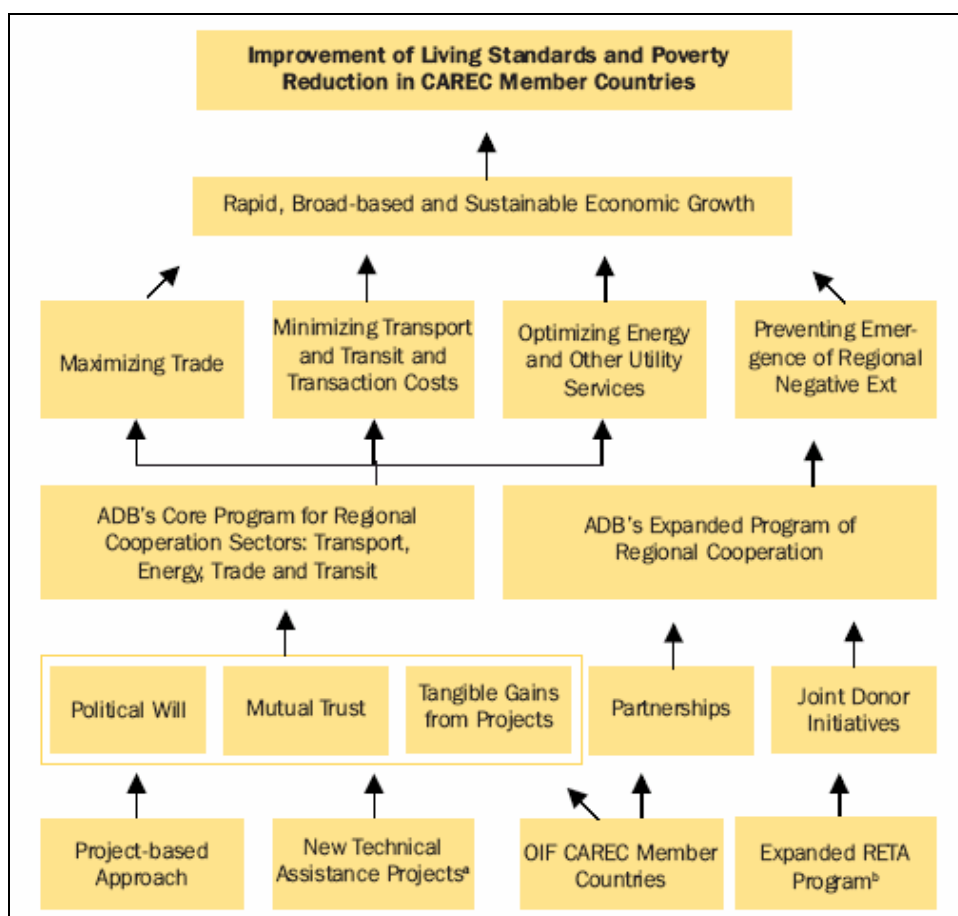 Improvement of Living Standards and Poverty
Reduction in CAREC Member Countries
Rapid, Broad-based and Sustainable Economic Growth
Maximizing Trade
Minimizing Transport
and Transit and
Transaction Costs
Optimizing Energy
and Other Utility
Services
Preventing Emer-
gence of Regional
Negative Ext
ADB's Core Program for Regional
Cooperation Sectors: Transport,
Energy, Trade and Transit
ADB's Expanded Program of
Regional Cooperation
Political Will
Mutual Trust
Tangible Gains
from Projects
Partnerships
Joint Donor
Initiatives
Project-based
Approach
New Technical
Assistance Projectsᵃ
OIF CAREC Member
Countries
Expanded RETA
Programᵇ